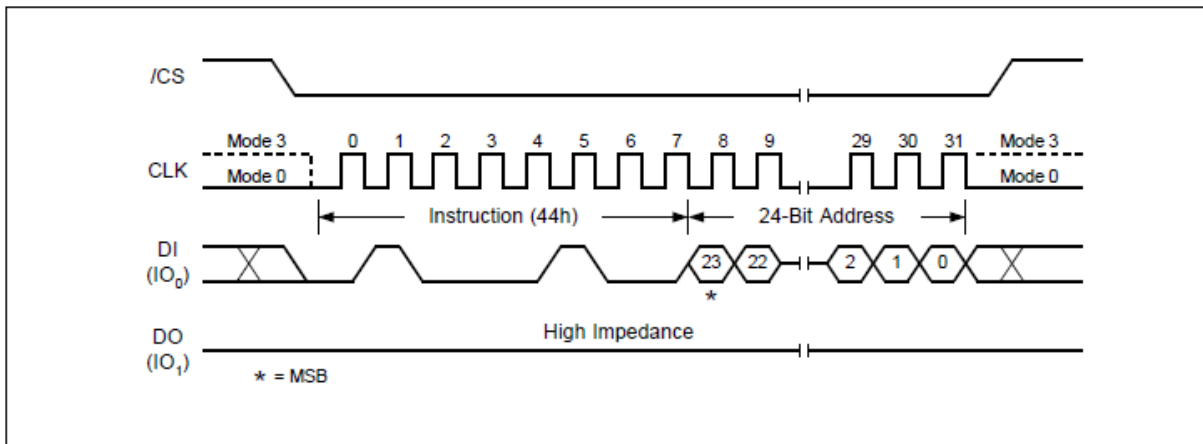 /CS
Mode 3 0 1 2 3 4 5 6 7 8 9 29 30 31 Mode 3
CLK
Mode 0 Mode 0
Instruction (44h) 24-Bit Address
DI
(IO0)
23 22 2 1 0
*
High Impedance
DO
(IO1)
* = MSB